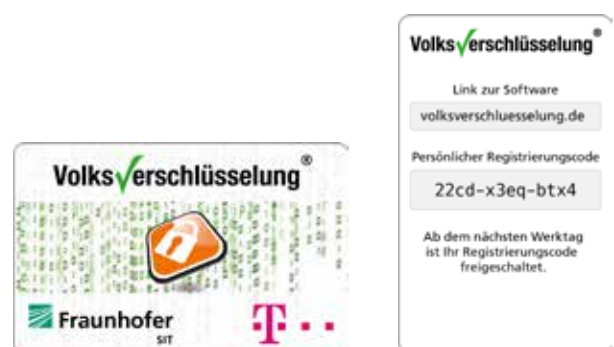 Volksverschlüsselung®
Fraunhofer
SIT
T
Volksverschlüsselung®
Link zur Software
volksverschluesselung.de
Persönlicher Registrierungscode
22cd-x3eq-btx4
Ab dem nächsten Werktag
ist Ihr Registrierungscode
freigeschaltet.